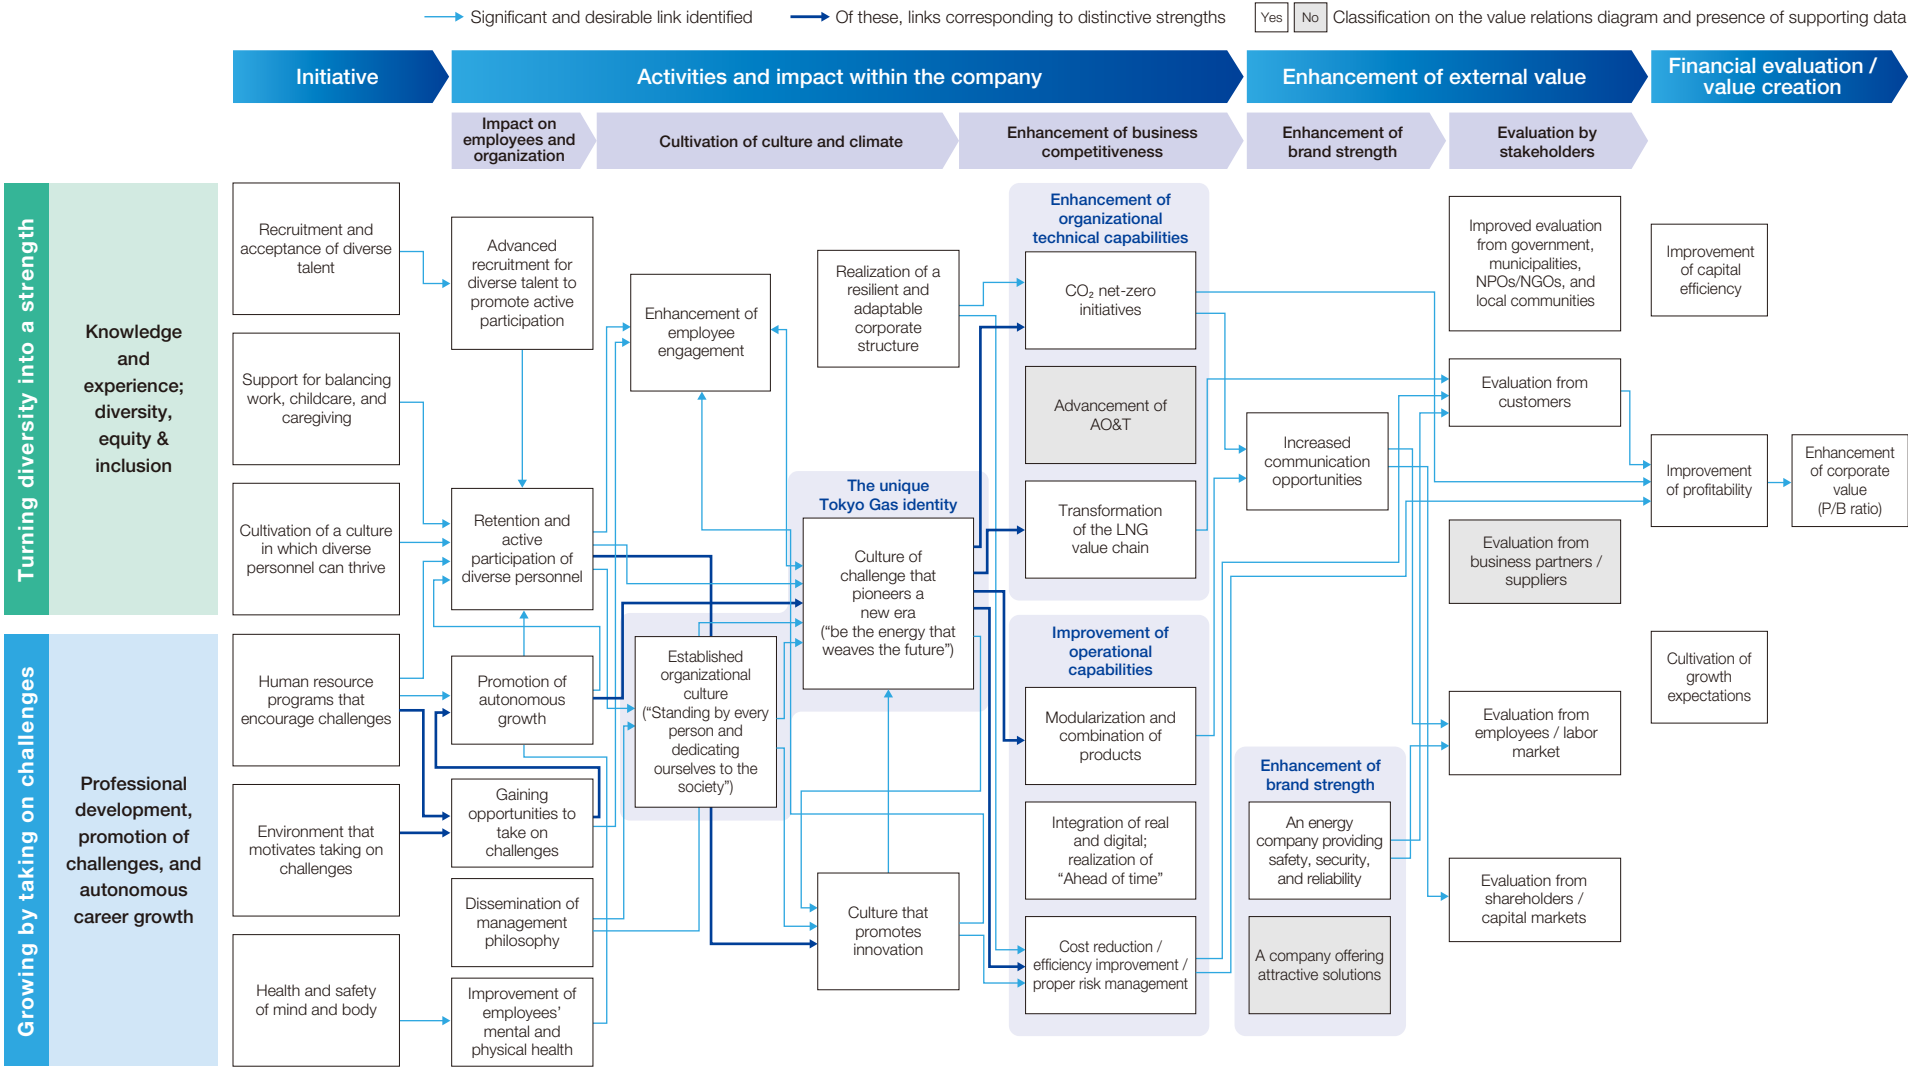 Significant and desirable link identified
Of these, links corresponding to distinctive strengths
Yes
No
Classification on the value relations diagram and presence of supporting data
Initiative
Activities and impact within the company
Enhancement of external value
Financial evaluation /
value creation
Impact on
employees and
organization
Cultivation of culture and climate
Enhancement of business
competitiveness
Enhancement of
brand strength
Evaluation by
stakeholders
Turning diversity into a strength
Knowledge
and
experience;
diversity,
equity &
inclusion
Growing by taking on challenges
Professional
development,
promotion of
challenges, and
autonomous
career growth
Recruitment and
acceptance of diverse
talent
Support for balancing
work, childcare, and
caregiving
Cultivation of a culture
in which diverse
personnel can thrive
Human resource
programs that
encourage challenges
Environment that
motivates taking on
challenges
Health and safety
of mind and body
Advanced
recruitment for
diverse talent to
promote active
participation
Retention and
active
participation of
diverse personnel
Promotion of
autonomous
growth
Gaining
opportunities to
take on
challenges
Dissemination of
management
philosophy
Improvement of
employees’
mental and
physical health
Enhancement of
employee
engagement
Established
organizational
culture
(“Standing by every
person and
dedicating
ourselves to the
society”)
Realization of a
resilient and
adaptable
corporate
structure
The unique
Tokyo Gas identity
Culture of
challenge that
pioneers a
new era
(“be the energy that
weaves the future”)
Culture that
promotes
innovation
Enhancement of
organizational
technical capabilities
CO₂ net-zero
initiatives
Advancement of
AO&T
Transformation
of the LNG
value chain
Improvement of
operational
capabilities
Modularization and
combination of
products
Integration of real
and digital;
realization of
“Ahead of time”
Cost reduction /
efficiency improvement /
proper risk management
Increased
communication
opportunities
Enhancement of
brand strength
An energy
company providing
safety, security,
and reliability
A company offering
attractive solutions
Improved evaluation
from government,
municipalities,
NPOs/NGOs, and
local communities
Evaluation from
customers
Evaluation from
business partners /
suppliers
Evaluation from
employees / labor
market
Evaluation from
shareholders /
capital markets
Improvement
of capital
efficiency
Improvement
of profitability
Cultivation of
growth
expectations
Enhancement
of corporate
value
(P/B ratio)